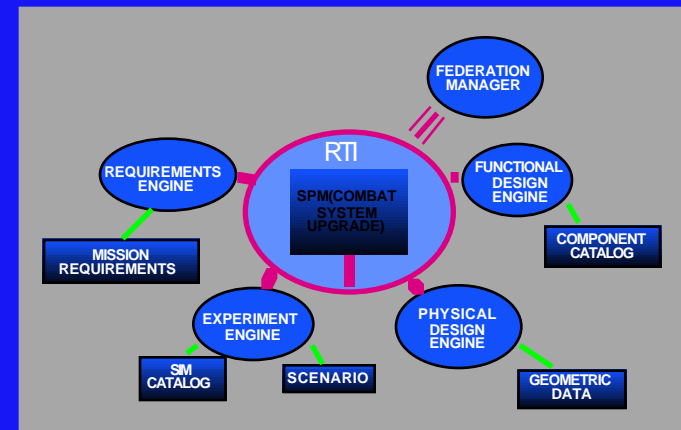 FEDERATION
MANAGER
RTI
REQUIREMENTS
ENGINE
FUNCTIONAL
DESIGN
ENGINE
SPM(COMBAT
SYSTEM
UPGRADE)
MISSION
REQUIREMENTS
COMPONENT
CATALOG
EXPERIMENT
ENGINE
PHYSICAL
DESIGN
ENGINE
SIM
CATALOG
SCENARIO
GEOMETRIC
DATA